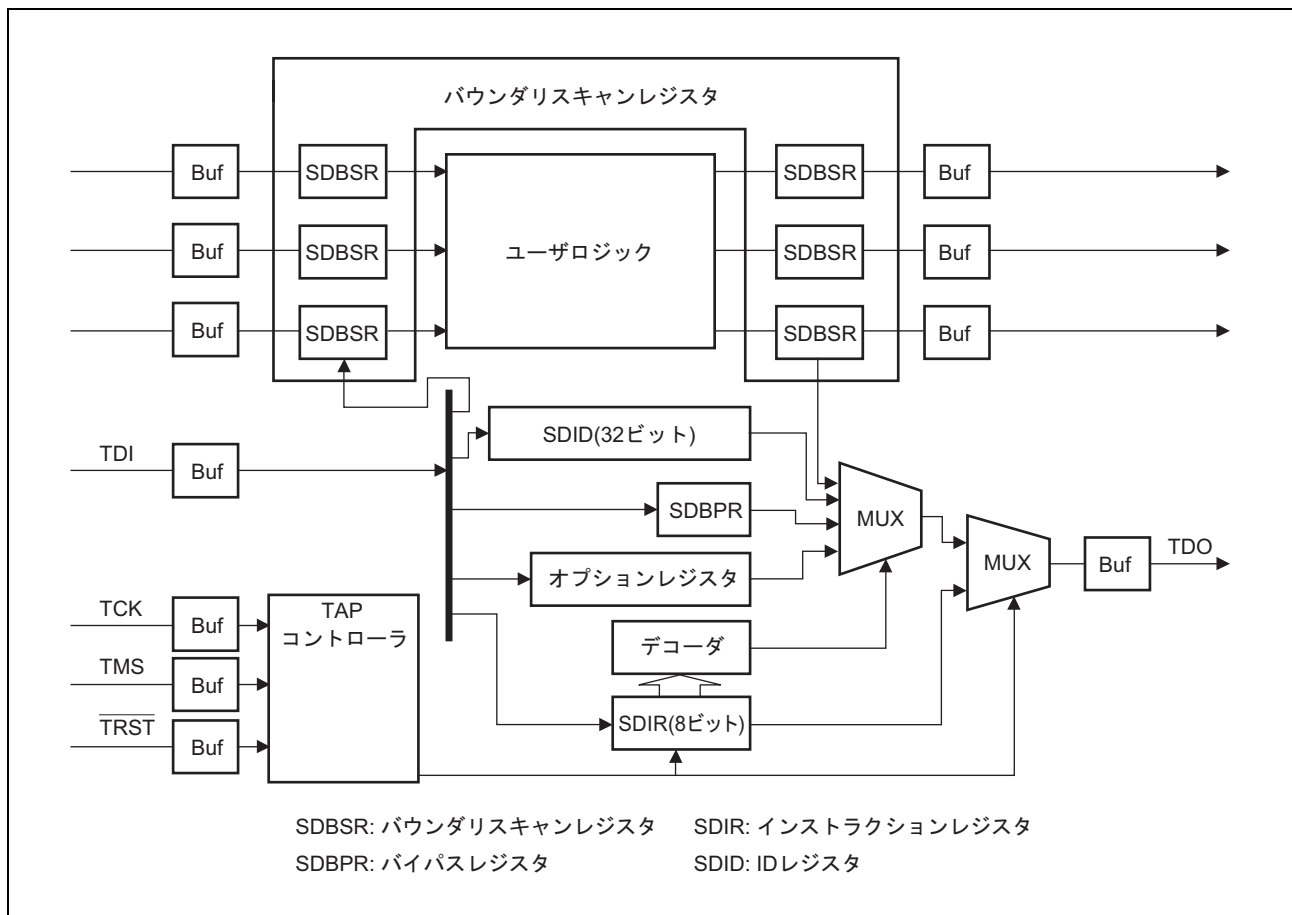 バウンダリスキャンレジスタ
Buf SDBSR SDBSR Buf
ユーザロジック
Buf SDBSR SDBSR Buf
Buf SDBSR SDBSR Buf
TDI Buf
SDID(32ビット)
SDBPR
オプションレジスタ
MUX
MUX
Buf
TDO
TCK Buf
TAP
コントローラ
デコーダ
TMS Buf
SDIR(8ビット)
TRST Buf
SDBSR: バウンダリスキャンレジスタ SDIR: インストラクションレジスタ
SDBPR: バイパスレジスタ SDID: IDレジスタ